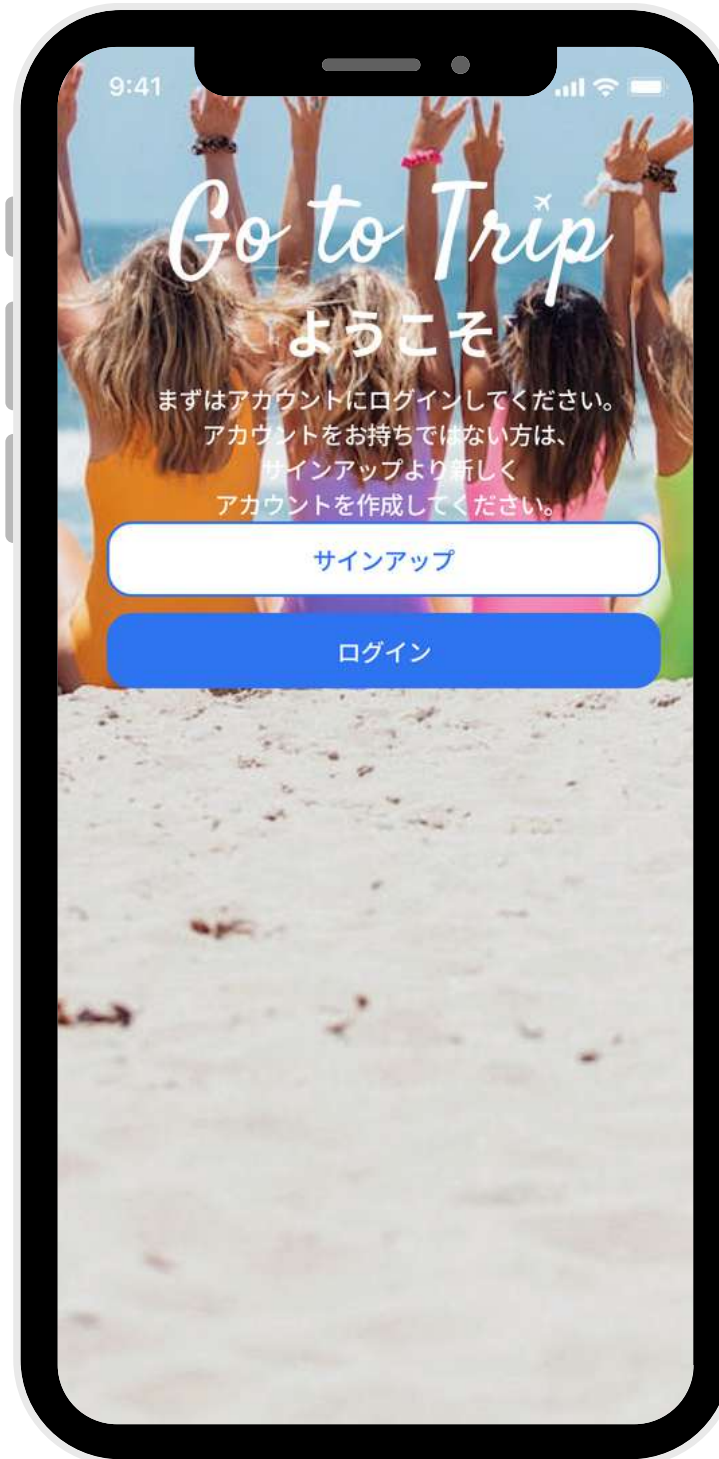 9:41
Go to Trip
ようこそ
まずはアカウントにログインしてください。
アカウントをお持ちではない方は、
サインアップより新しく
アカウントを作成してください。
サインアップ
ログイン